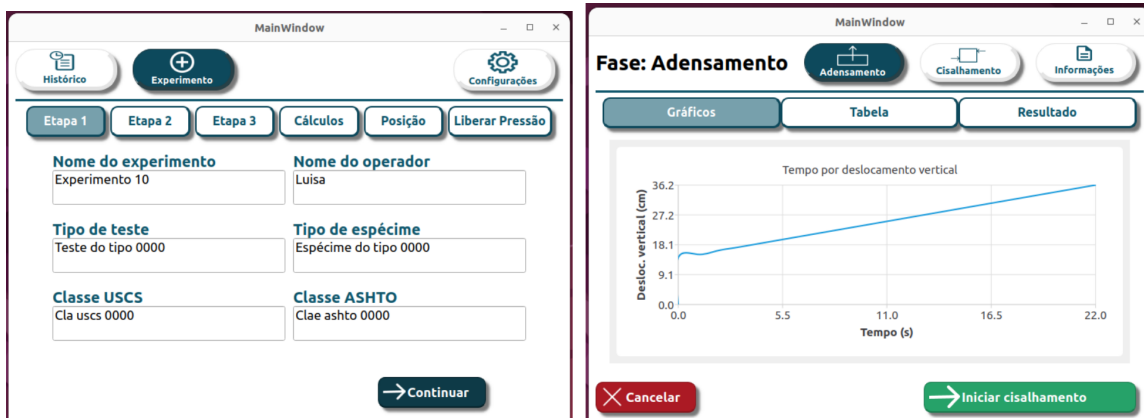 MainWindow
Histórico
Experimento
Configurações
Etapa 1
Etapa 2
Etapa 3
Cálculos
Posição
Liberar Pressão
Nome do experimento
Nome do operador
Experimento 10
Luisa
Tipo de teste
Tipo de espécime
Teste do tipo 0000
Espécime do tipo 0000
Classe USCS
Classe ASHTO
Cla uscs 0000
Clae ashto 0000
Continuar
MainWindow
Fase: Adensamento
Adensamento
Cisalhamento
Informações
Gráficos
Tabela
Resultado
Tempo por deslocamento vertical
Desloc. vertical (cm)
36.2
27.2
18.1
9.1
0.0
0.0
5.5
11.0
16.5
22.0
Tempo (s)
Cancelar
Iniciar cisalhamento